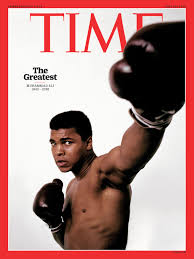 TIME
The
Greatest
MUHAMMAD ALI
1942 – 2016